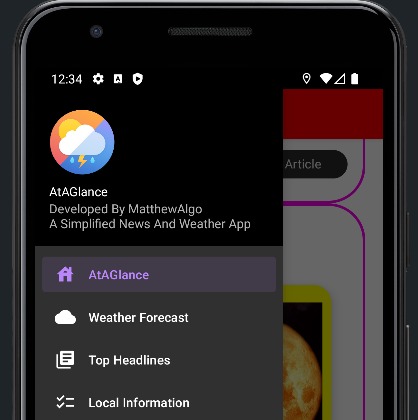 12:34
AtAGlance
Developed By MatthewAlgo
A Simplified News And Weather App
Article
AtAGlance
Weather Forecast
Top Headlines
Local Information